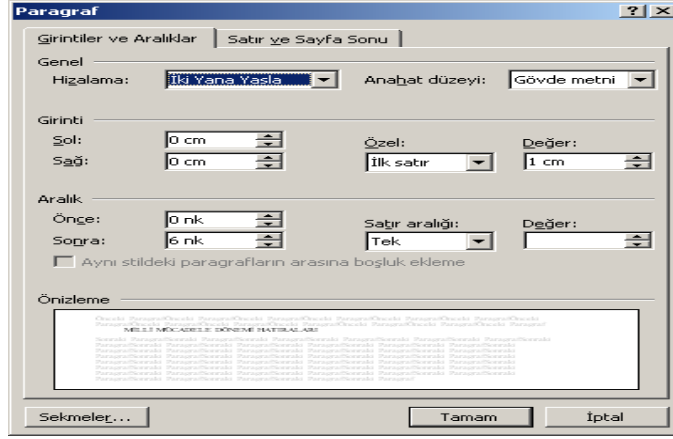 Paragraf
Girintiler ve Aralıklar Satır ve Sayfa Sonu
Genel
Hizalama: İki Yana Yasla Anahat düzeyi: Gövde metni
Girinti
Sol: 0 cm Özel: Değer:
Sağ: 0 cm İlk satır 1 cm
Aralık
Önce: 0 nk Satır aralığı: Değer:
Sonra: 6 nk Tek
Aynı stildeki paragrafların arasına boşluk ekleme
Önizleme
MİLLİ MÜCADELE DÖNEMİ HATIRALARI
Sekmeler... Tamam İptal